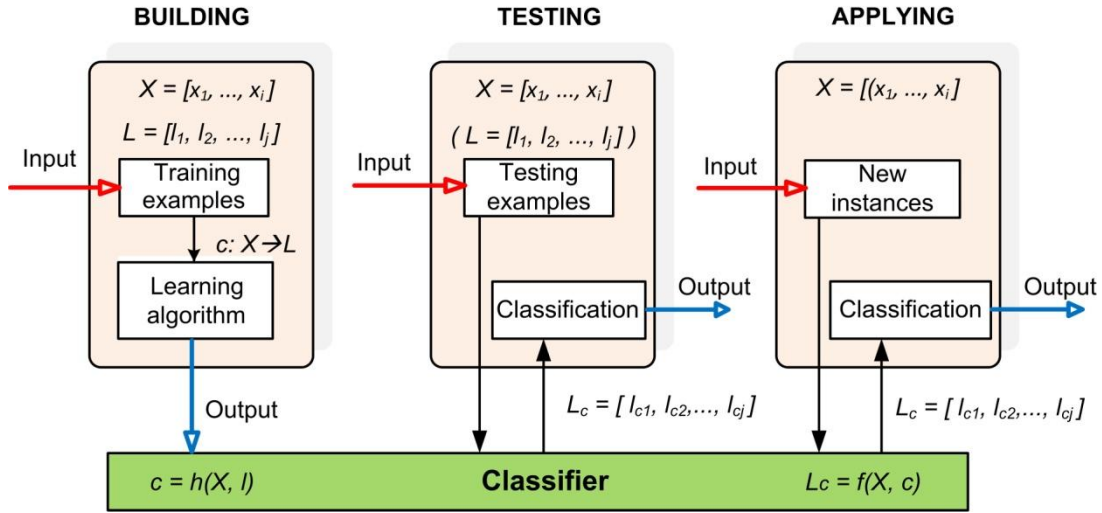 BUILDING
X = [x1, ..., xi]
L = [l1, l2, ..., lj]
Input
Training
examples
c: X→L
Learning
algorithm
Output
TESTING
X = [x1, ..., xi]
( L = [l1, l2, ..., lj] )
Input
Testing
examples
Classification
Output
Lc = [ lc1, lc2,..., lcj ]
APPLYING
X = [(x1, ..., xi]
Input
New
instances
Classification
Output
Lc = [ lc1, lc2,..., lcj ]
c = h(X, l)
Classifier
Lc = f(X, c)